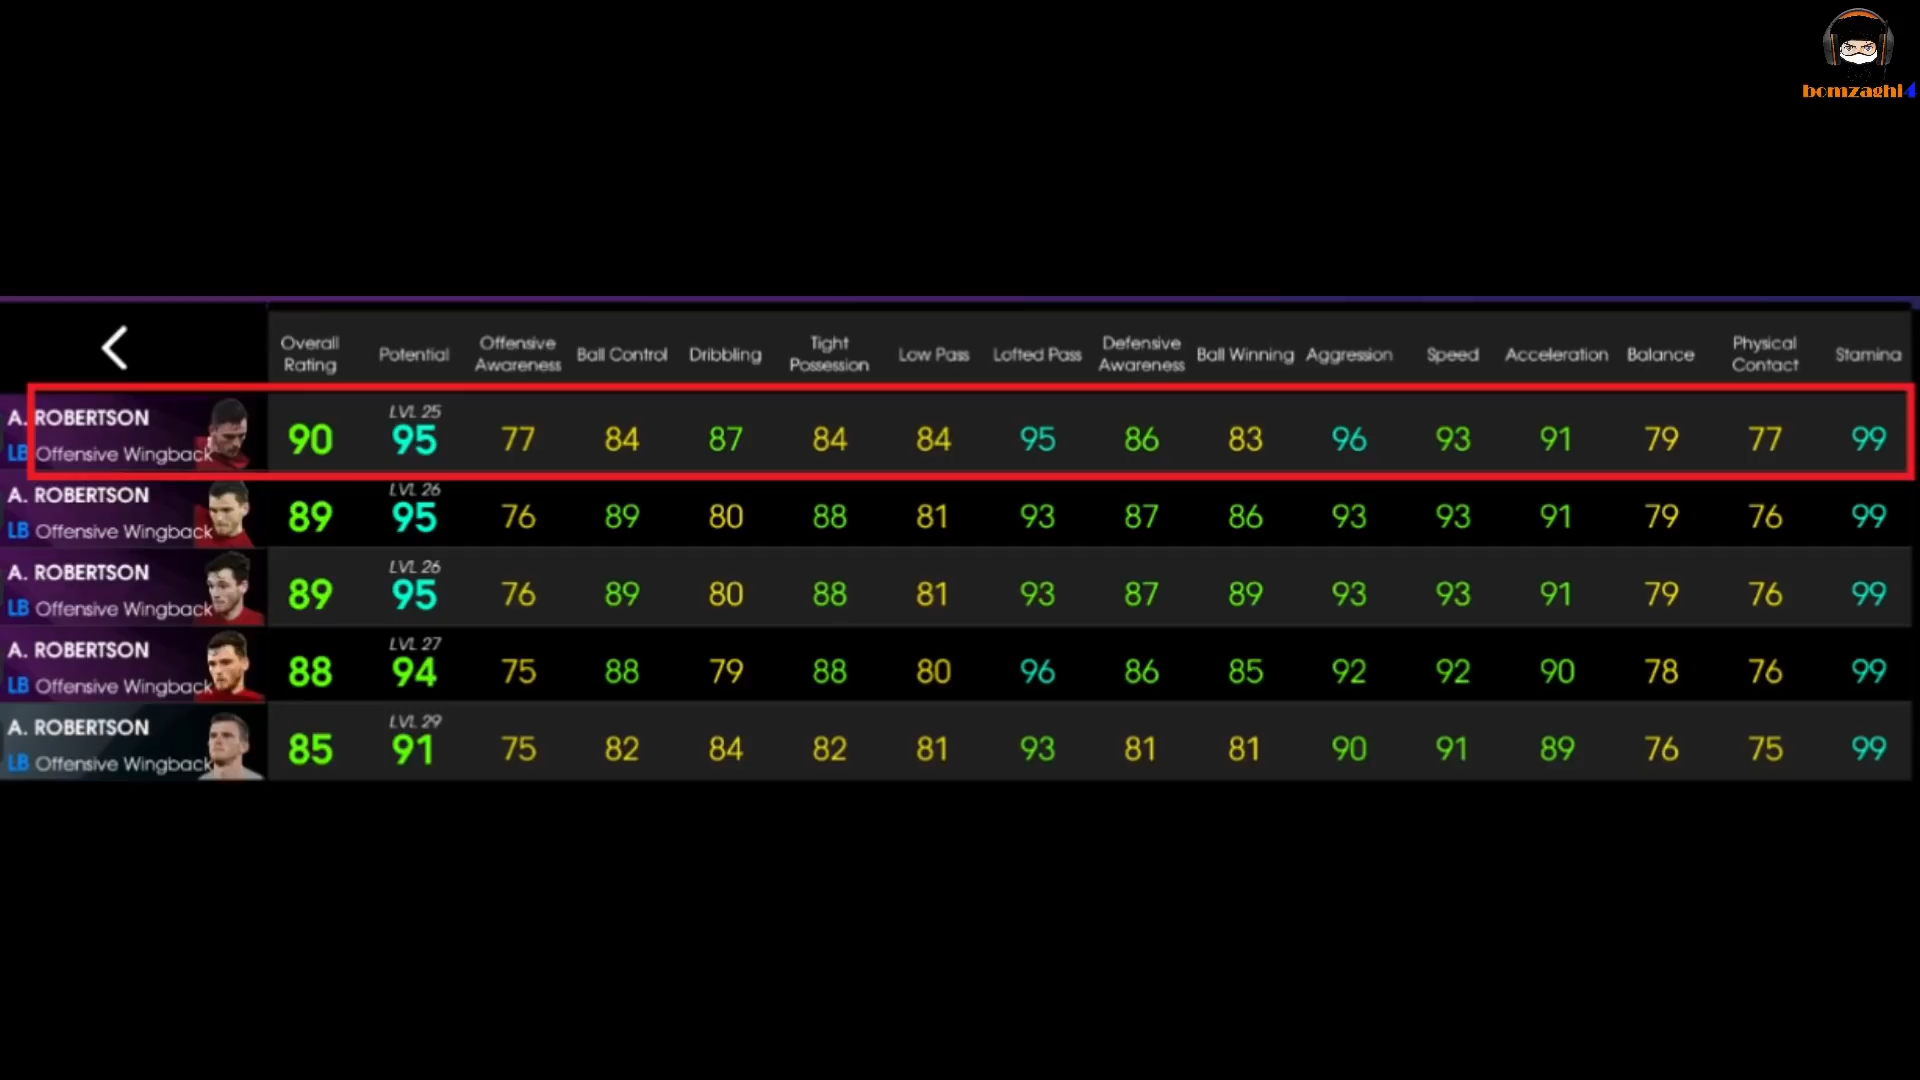 bomzaghi4
Overall Rating Potential Offensive Awareness Ball Control Dribbling Tight Possession Low Pass Lofted Pass Defensive Awareness Ball Winning Aggression Speed Acceleration Balance Physical Contact Stamina
A. ROBERTSON
LB Offensive Wingback
LVL 25
90 95 77 84 87 84 84 95 86 83 96 93 91 79 77 99
A. ROBERTSON
LB Offensive Wingback
LVL 26
89 95 76 89 80 88 81 93 87 86 93 93 91 79 76 99
A. ROBERTSON
LB Offensive Wingback
LVL 26
89 95 76 89 80 88 81 93 87 89 93 93 91 79 76 99
A. ROBERTSON
LB Offensive Wingback
LVL 27
88 94 75 88 79 88 80 96 86 85 92 92 90 78 76 99
A. ROBERTSON
LB Offensive Wingback
LVL 29
85 91 75 82 84 82 81 93 81 81 90 91 89 76 75 99